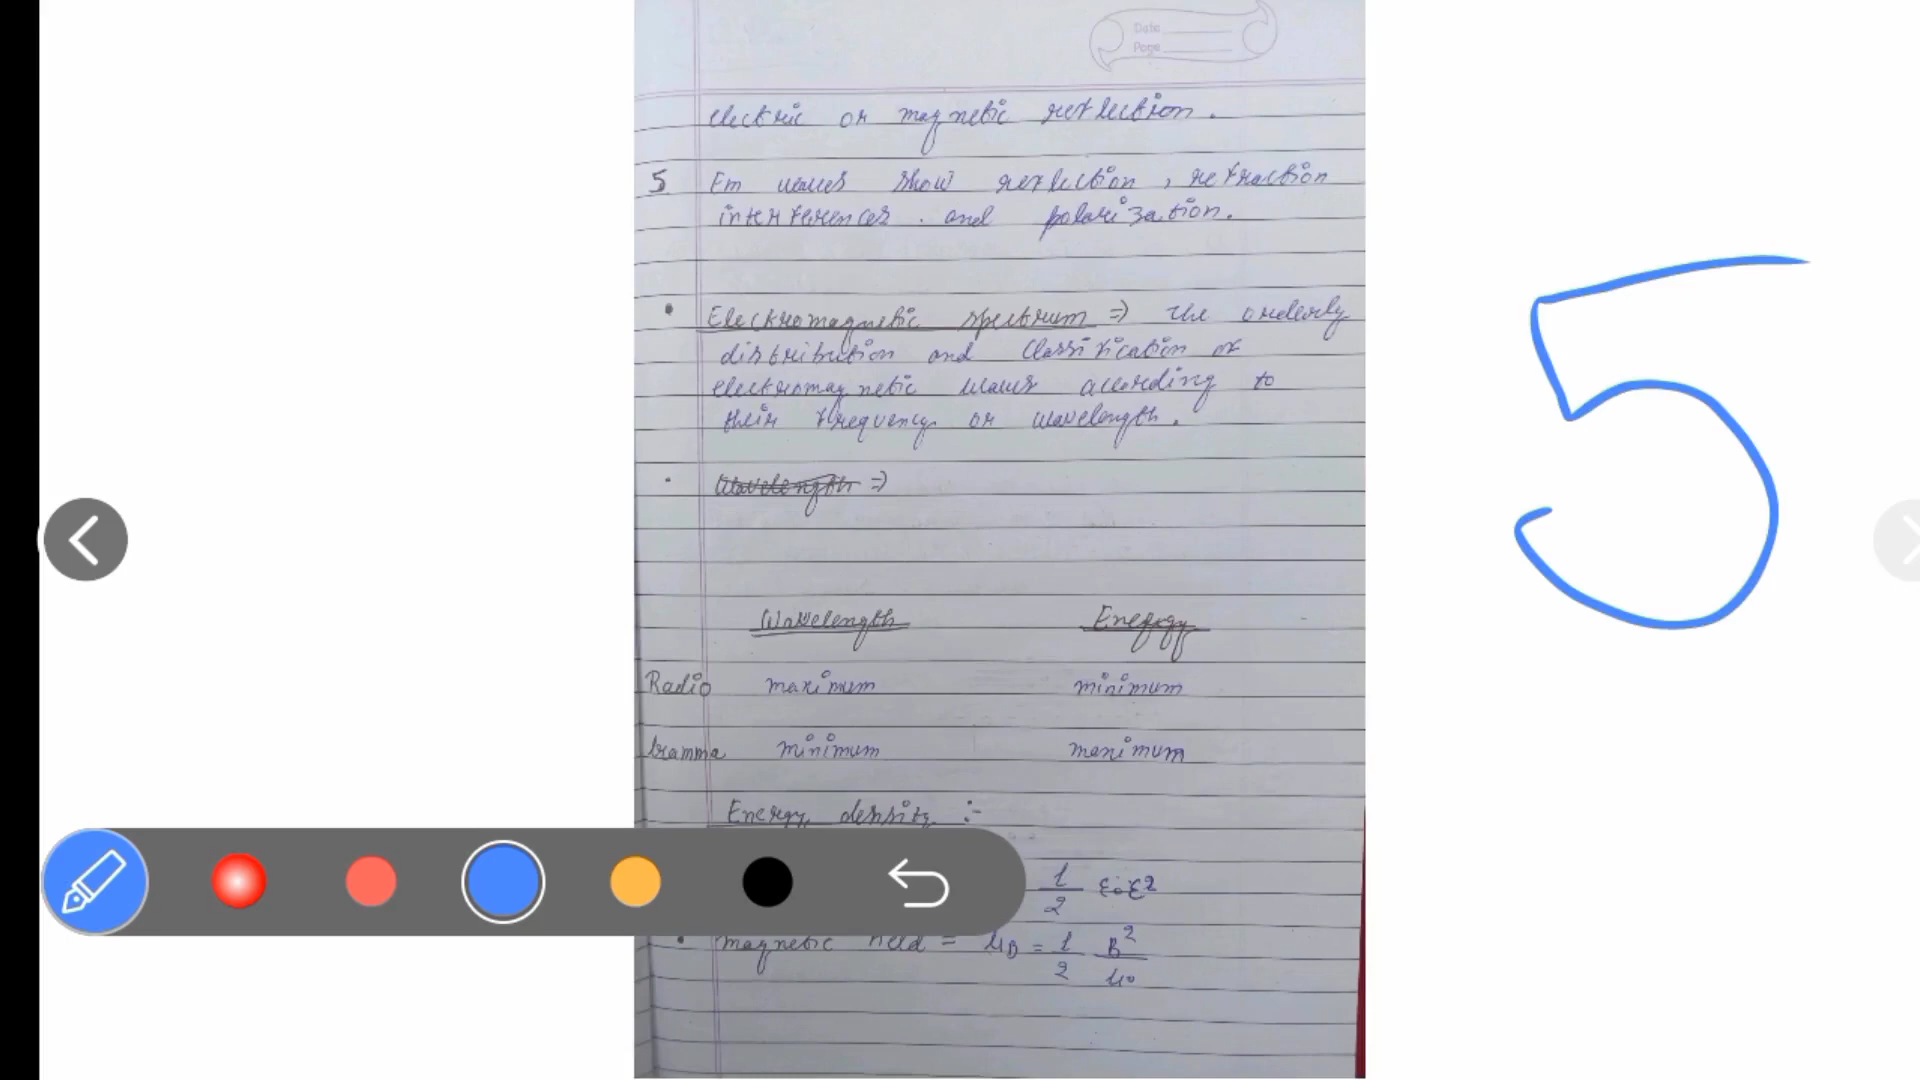 Date
Page
electric or magnetic reflection.
5 Em waves show reflection, refraction
interferences. and polarization.
• Electromagnetic spectrum => The orderly
distribution and classification of
electromagnetic waves according to
their frequency or wavelength.
• Wavelength =>
Wavelength Energy
Radio maximum minimum
Gamma minimum maximum
Energy density :-
1/2 ε₀E²
• magnetic field = uB = 1/2 B²/μ₀
5